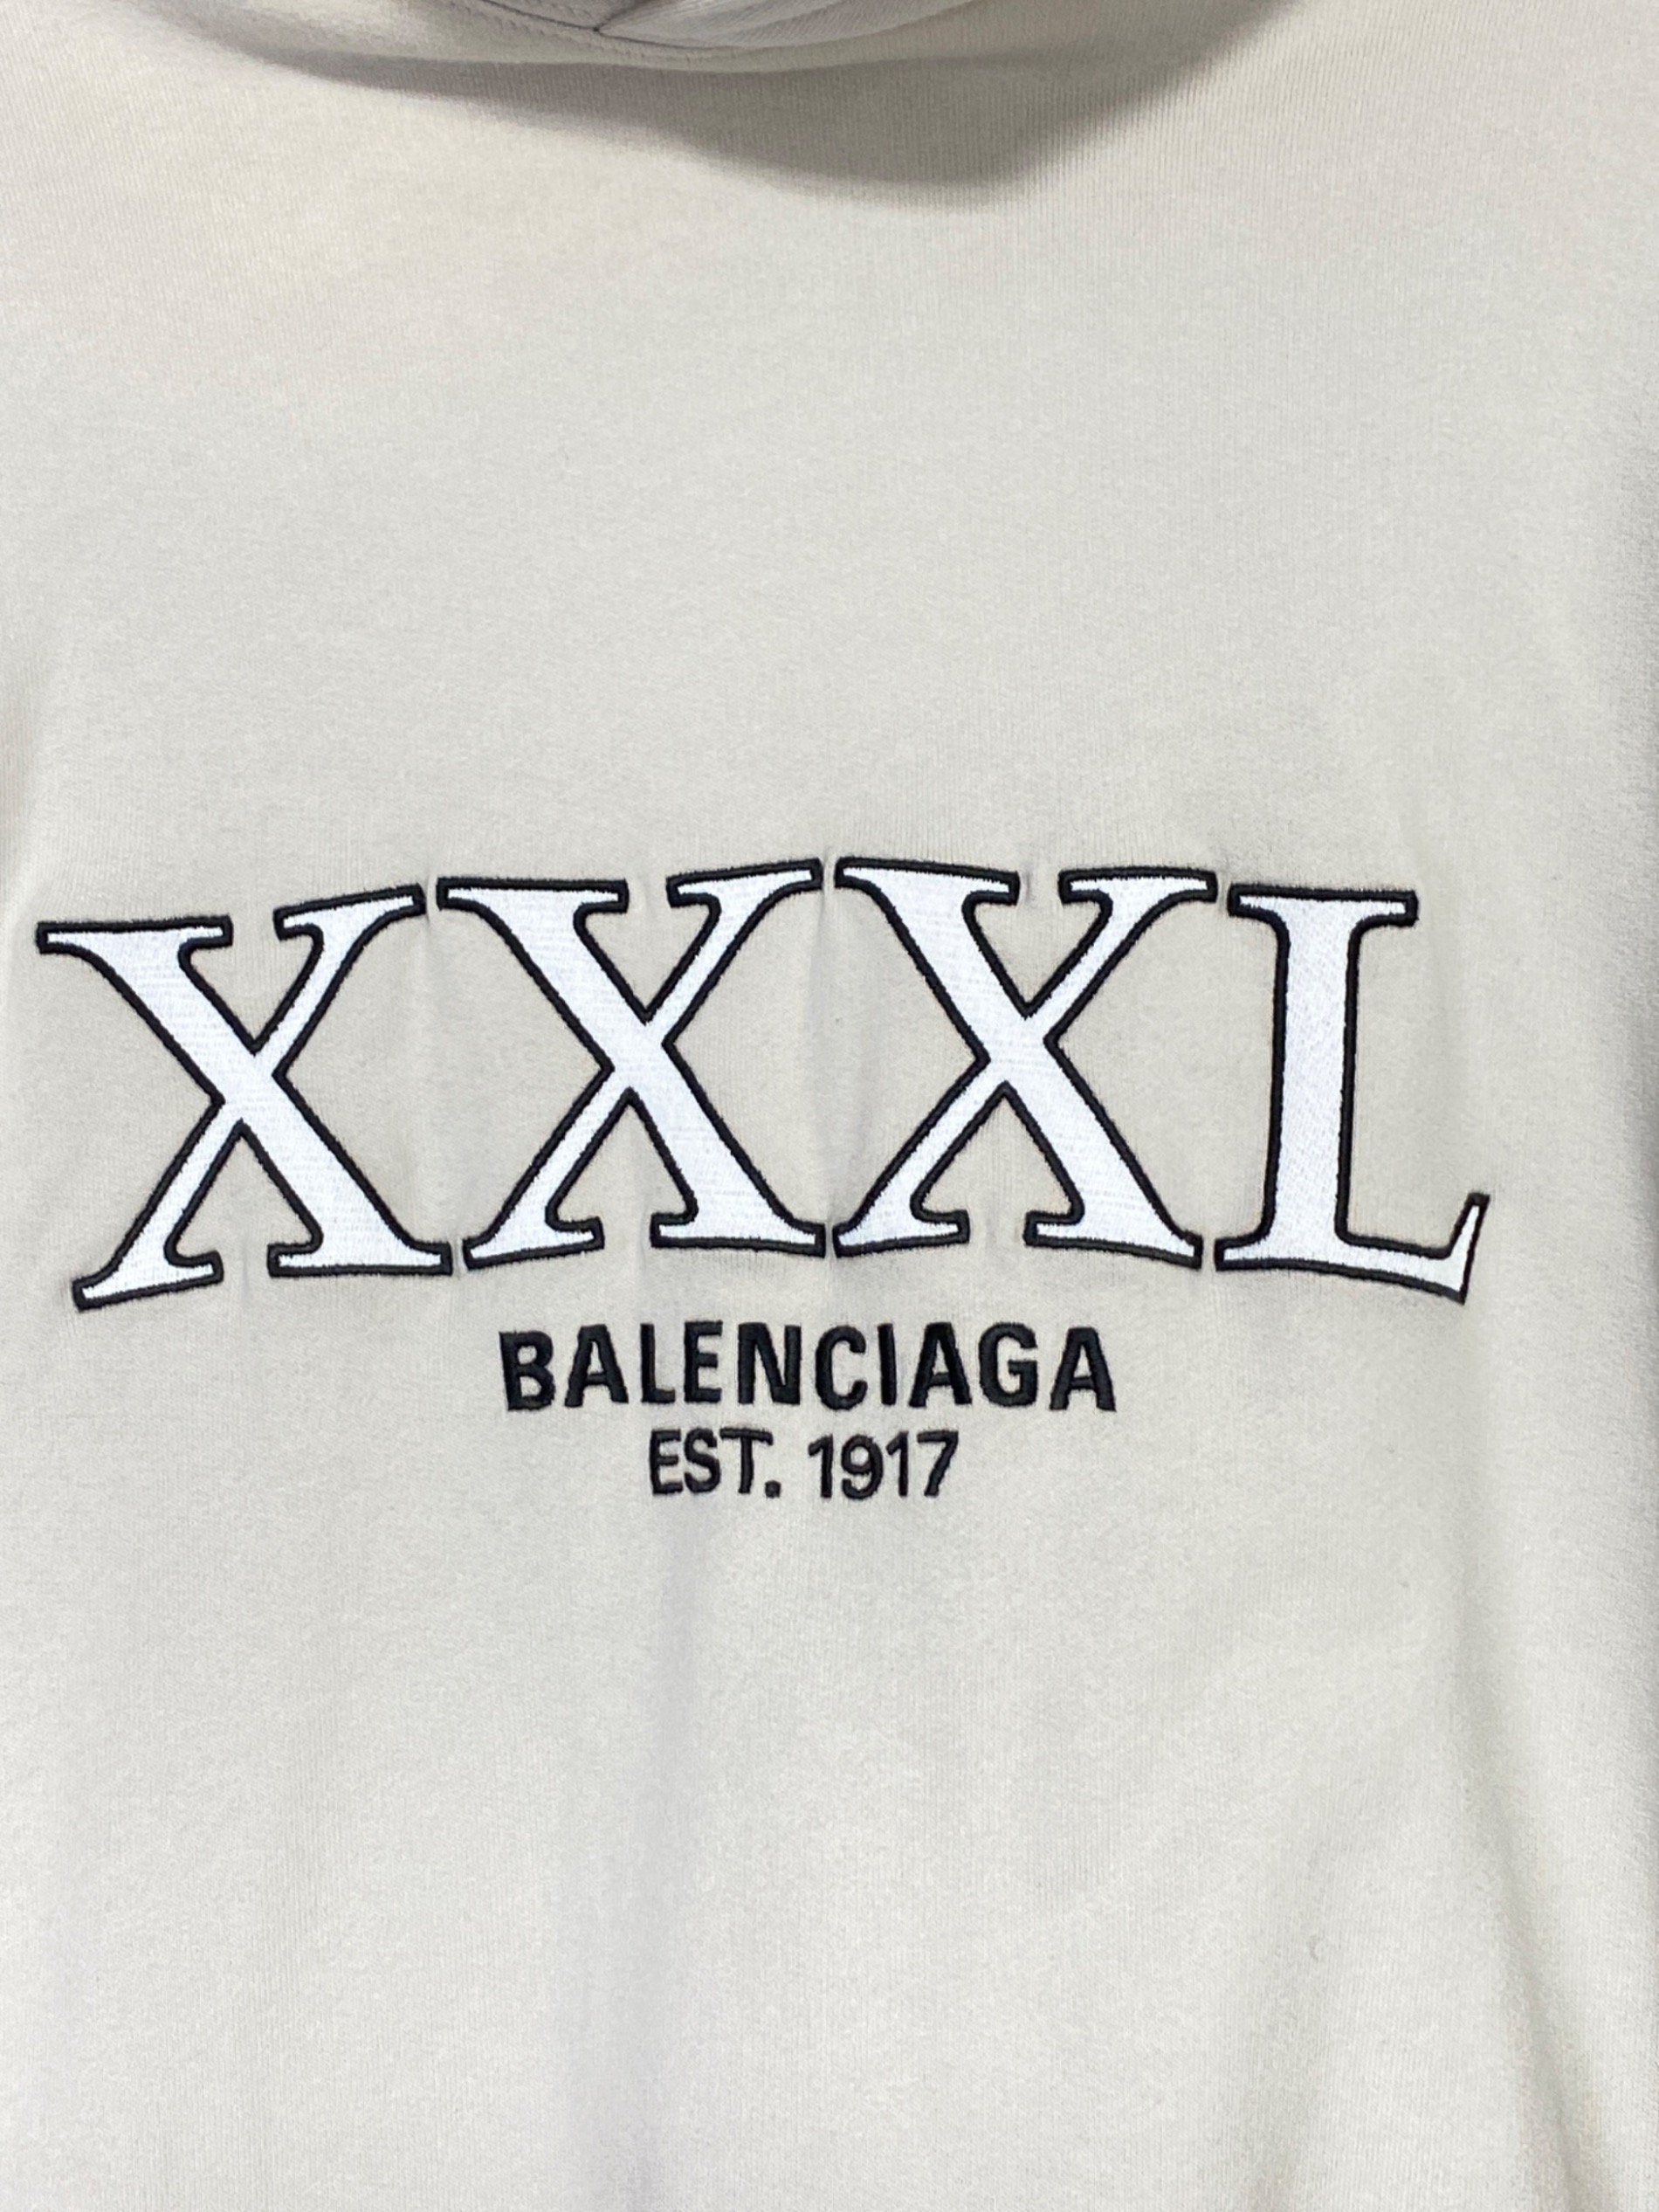 XXXL
BALENCIAGA
EST. 1917